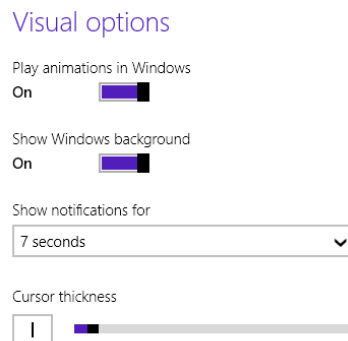 Visual options
Play animations in Windows
On
Show Windows background
On
Show notifications for
7 seconds
Cursor thickness